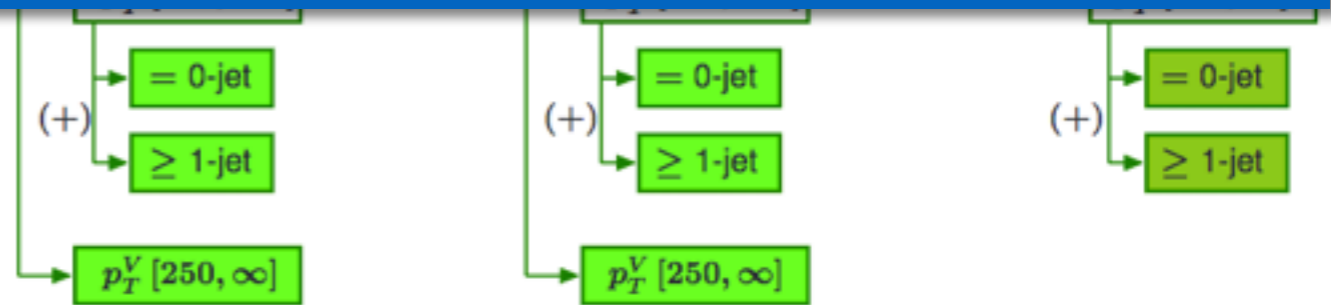 = 0-jet
= 0-jet
= 0-jet
(+)
(+)
(+)
≥ 1-jet
≥ 1-jet
≥ 1-jet
p_T^V [250, ∞]
p_T^V [250, ∞]